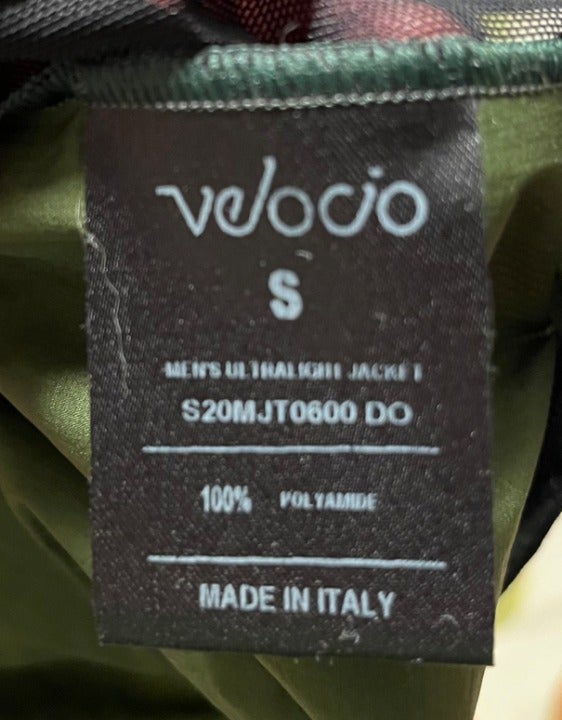 velocio
S
MEN'S ULTRALIGHT JACKET
S20MJT0600 DO
100% POLYAMIDE
MADE IN ITALY